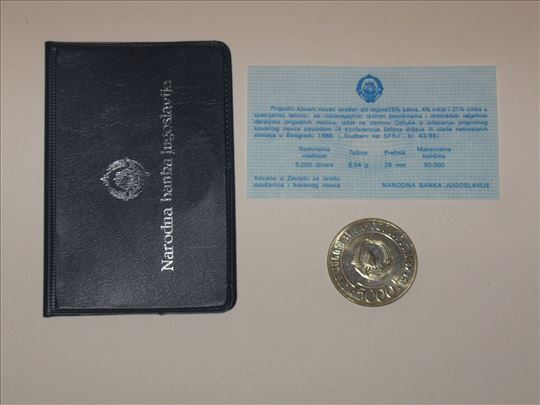 Narodna banka Jugoslavije
Prigodni kovani novac izrađen od legure 75% bakra, 4% nikla i 21% cinka u
specijalnoj tehnici, sa visokosjajnim ravnim površinama i matiranim reljefnim
detaljima prigodnih motiva, izdat na osnovu Odluke o izdavanju prigodnog
kovanog novca povodom IX konferencije šefova država ili vlada nesvrstanih
zemalja u Beogradu 1989. („Službeni list SFRJ", br. 43/89).
Nominalna vrednost Težina Prečnik Maksimalna količina
5.000 dinara 8,04 g 29 mm 50.000
Kovano u Zavodu za izradu
novčanica i kovanog novca NARODNA BANKA JUGOSLAVIJE
5000